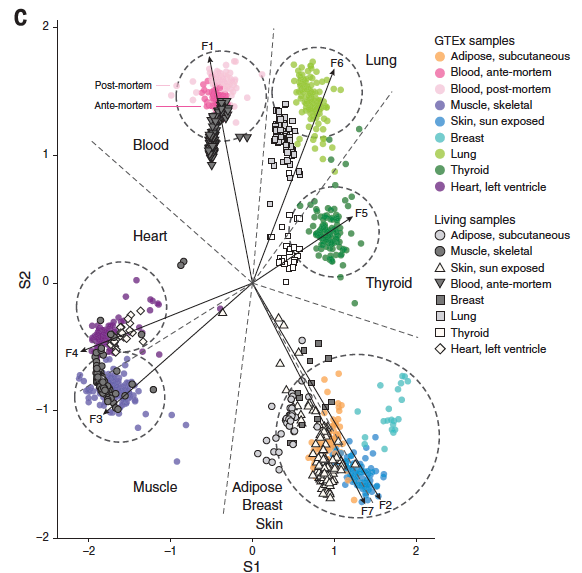 C
2
1
0
−1
−2
S2
−2
−1
0
1
2
S1
F1
F6
Lung
Post-mortem
Ante-mortem
Blood
Heart
F5
Thyroid
F4
F3
Muscle
Adipose
Breast
Skin
F7
F2
GTEx samples
Adipose, subcutaneous
Blood, ante-mortem
Blood, post-mortem
Muscle, skeletal
Skin, sun exposed
Breast
Lung
Thyroid
Heart, left ventricle
Living samples
Adipose, subcutaneous
Muscle, skeletal
Skin, sun exposed
Blood, ante-mortem
Breast
Lung
Thyroid
Heart, left ventricle